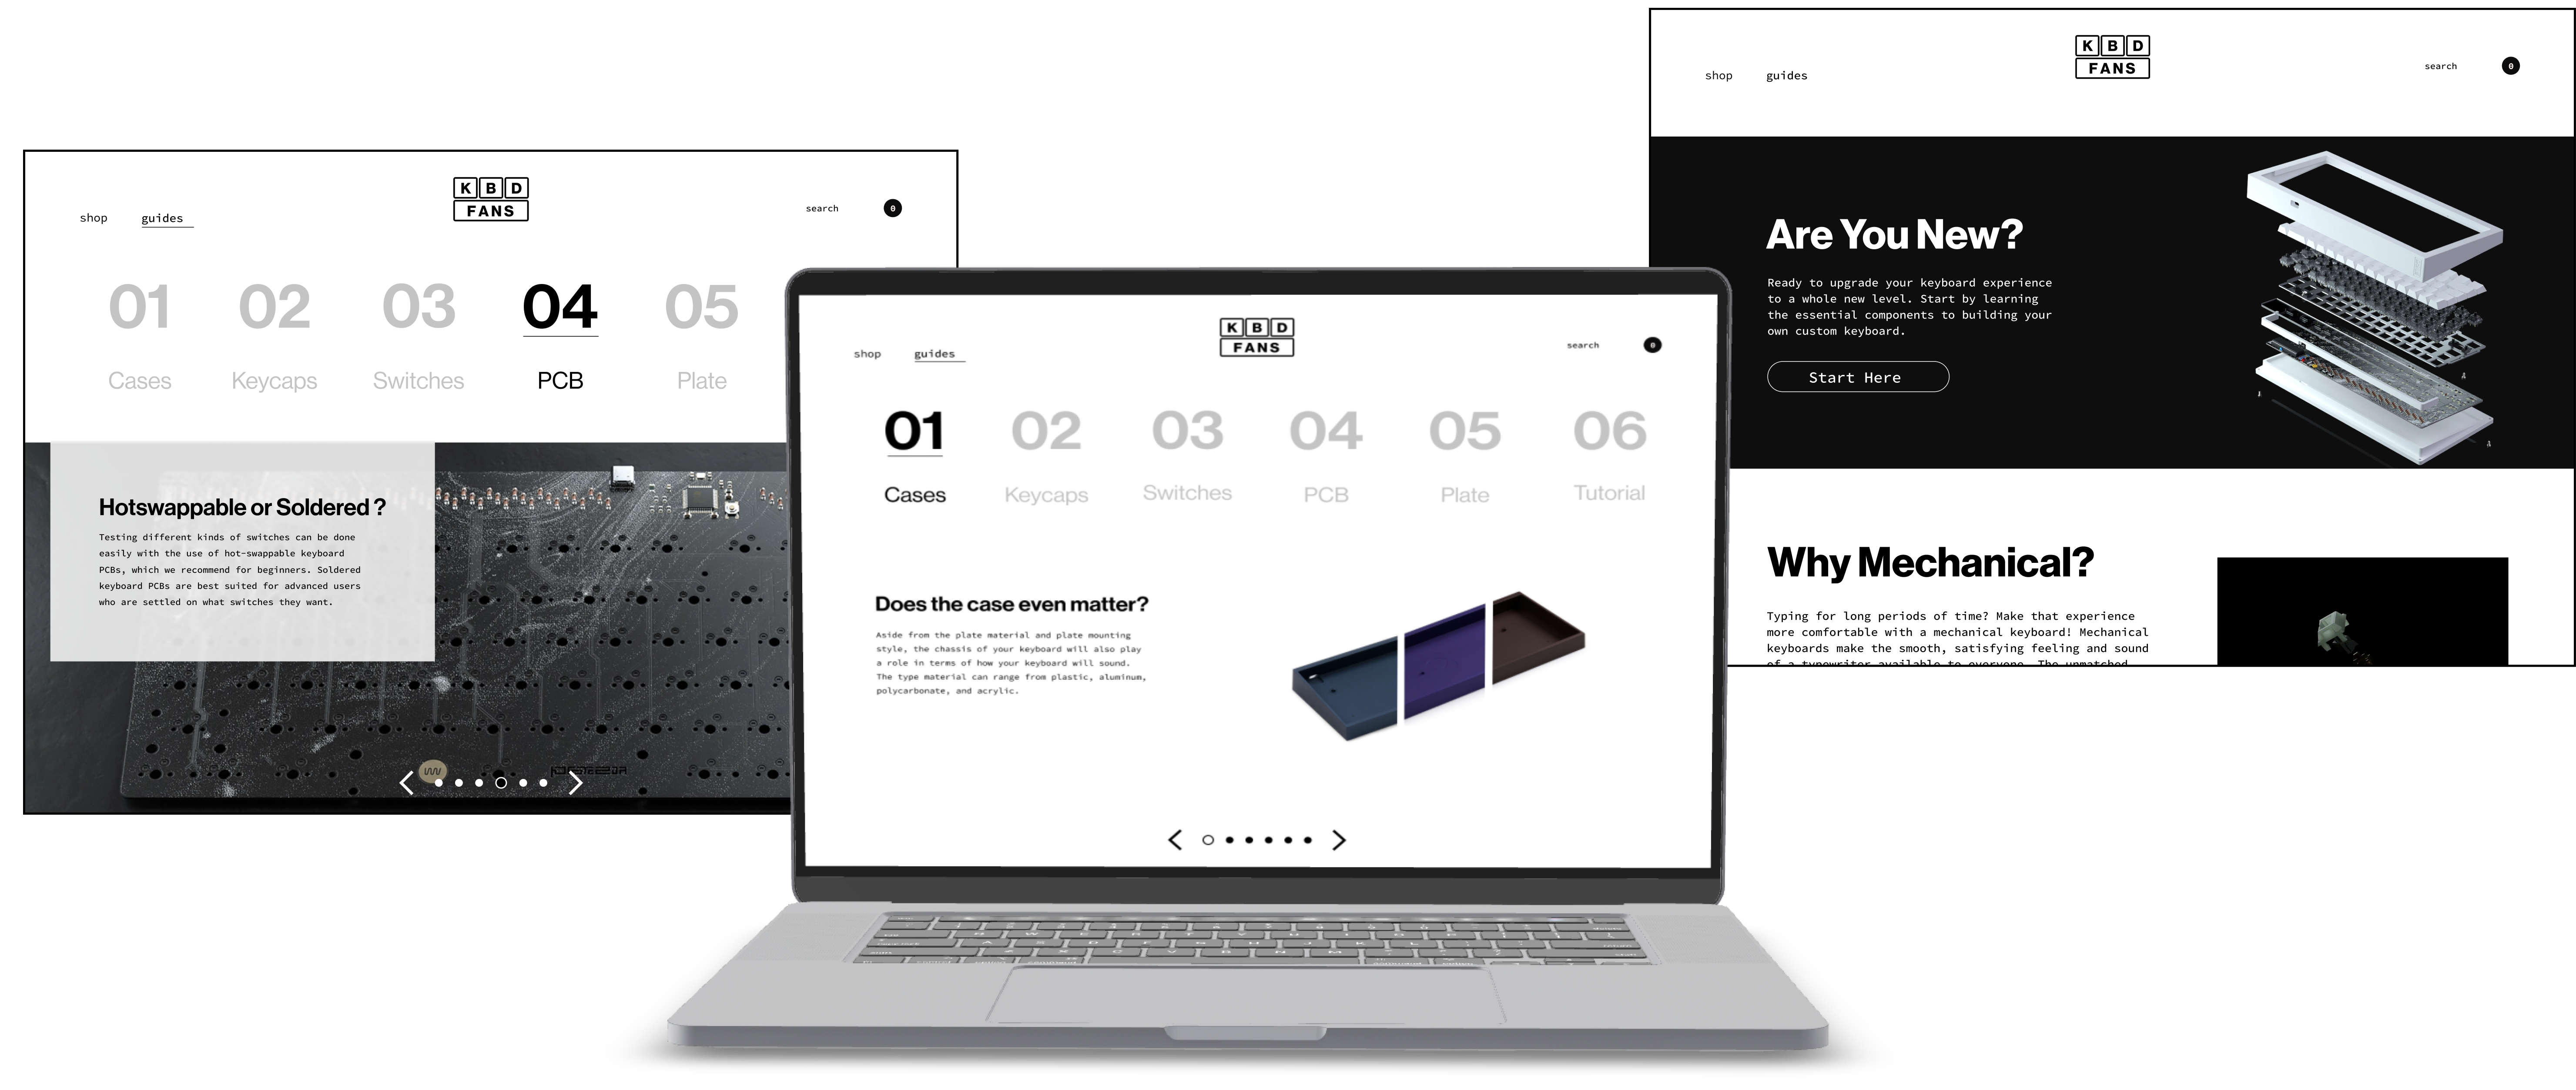 K B D
FANS
shop guides
search 0
01 02 03 04 05
Cases Keycaps Switches PCB Plate
Hotswappable or Soldered ?
Testing different kinds of switches can be done
easily with the use of hot-swappable keyboard
PCBs, which we recommend for beginners. Soldered
keyboard PCBs are best suited for advanced users
who are settled on what switches they want.
K B D
FANS
shop guides
search 0
01 02 03 04 05 06
Cases Keycaps Switches PCB Plate Tutorial
Does the case even matter?
Aside from the plate material and plate mounting
style, the chassis of your keyboard will also play
a role in terms of how your keyboard will sound.
The type material can range from plastic, aluminum,
polycarbonate, and acrylic.
K B D
FANS
shop guides
search 0
Are You New?
Ready to upgrade your keyboard experience
to a whole new level. Start by learning
the essential components to building your
own custom keyboard.
Start Here
Why Mechanical?
Typing for long periods of time? Make that experience
more comfortable with a mechanical keyboard! Mechanical
keyboards make the smooth, satisfying feeling and sound
of a typewriter available to everyone. The unmatched